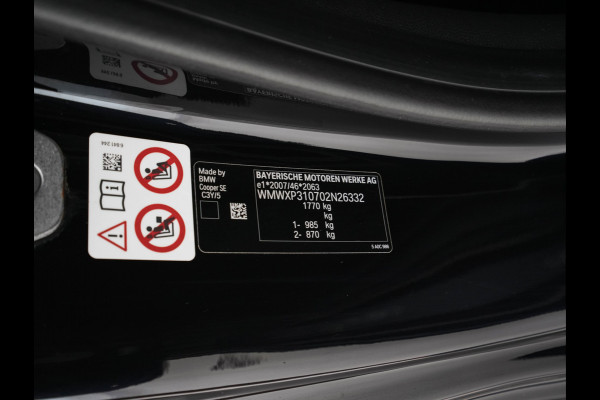 Made by
BMW
Cooper SE
C3Y/5
BAYERISCHE MOTOREN WERKE AG
e1*2007/46*2063
WMWXP310702N26332
1770 kg
kg
1- 985 kg
2- 870 kg